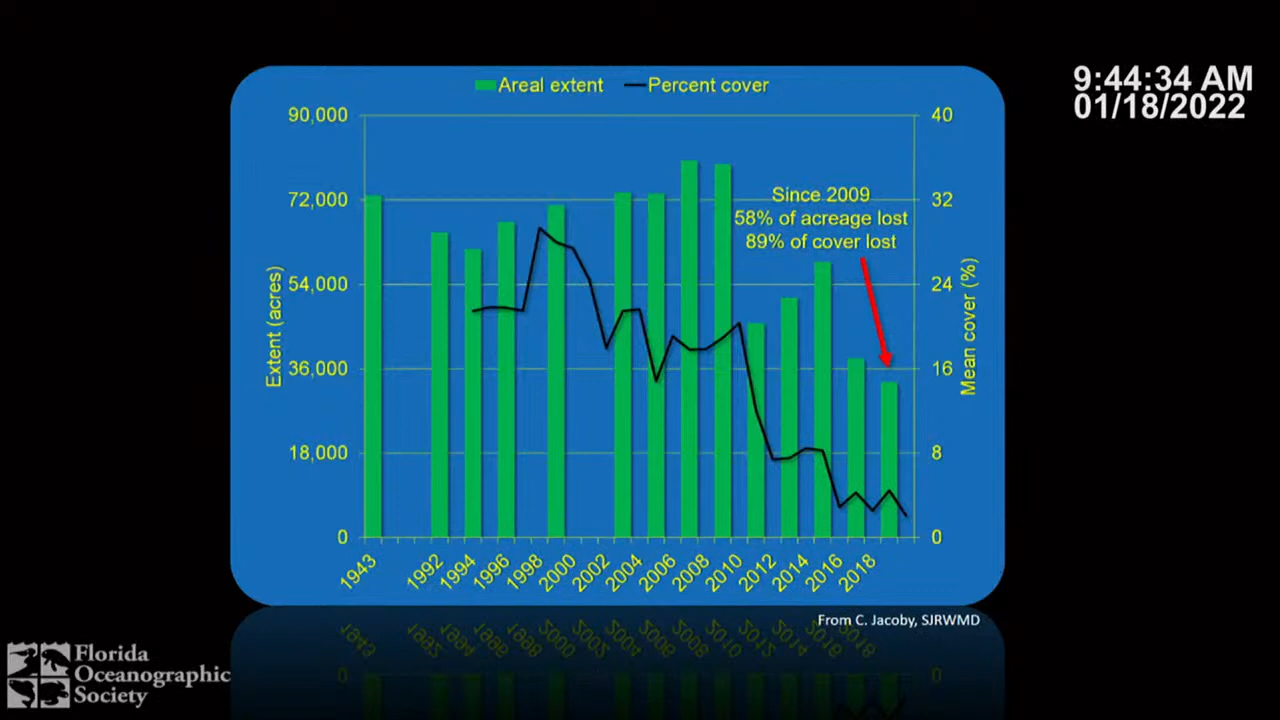 9:44:34 AM
01/18/2022
Areal extent
Percent cover
90,000
72,000
54,000
36,000
18,000
0
Extent (acres)
40
32
24
16
8
0
Mean cover (%)
Since 2009
58% of acreage lost
89% of cover lost
1943
1992
1994
1996
1998
2000
2002
2004
2006
2008
2010
2012
2014
2016
2018
From C. Jacoby, SJRWMD
Florida
Oceanographic
Society